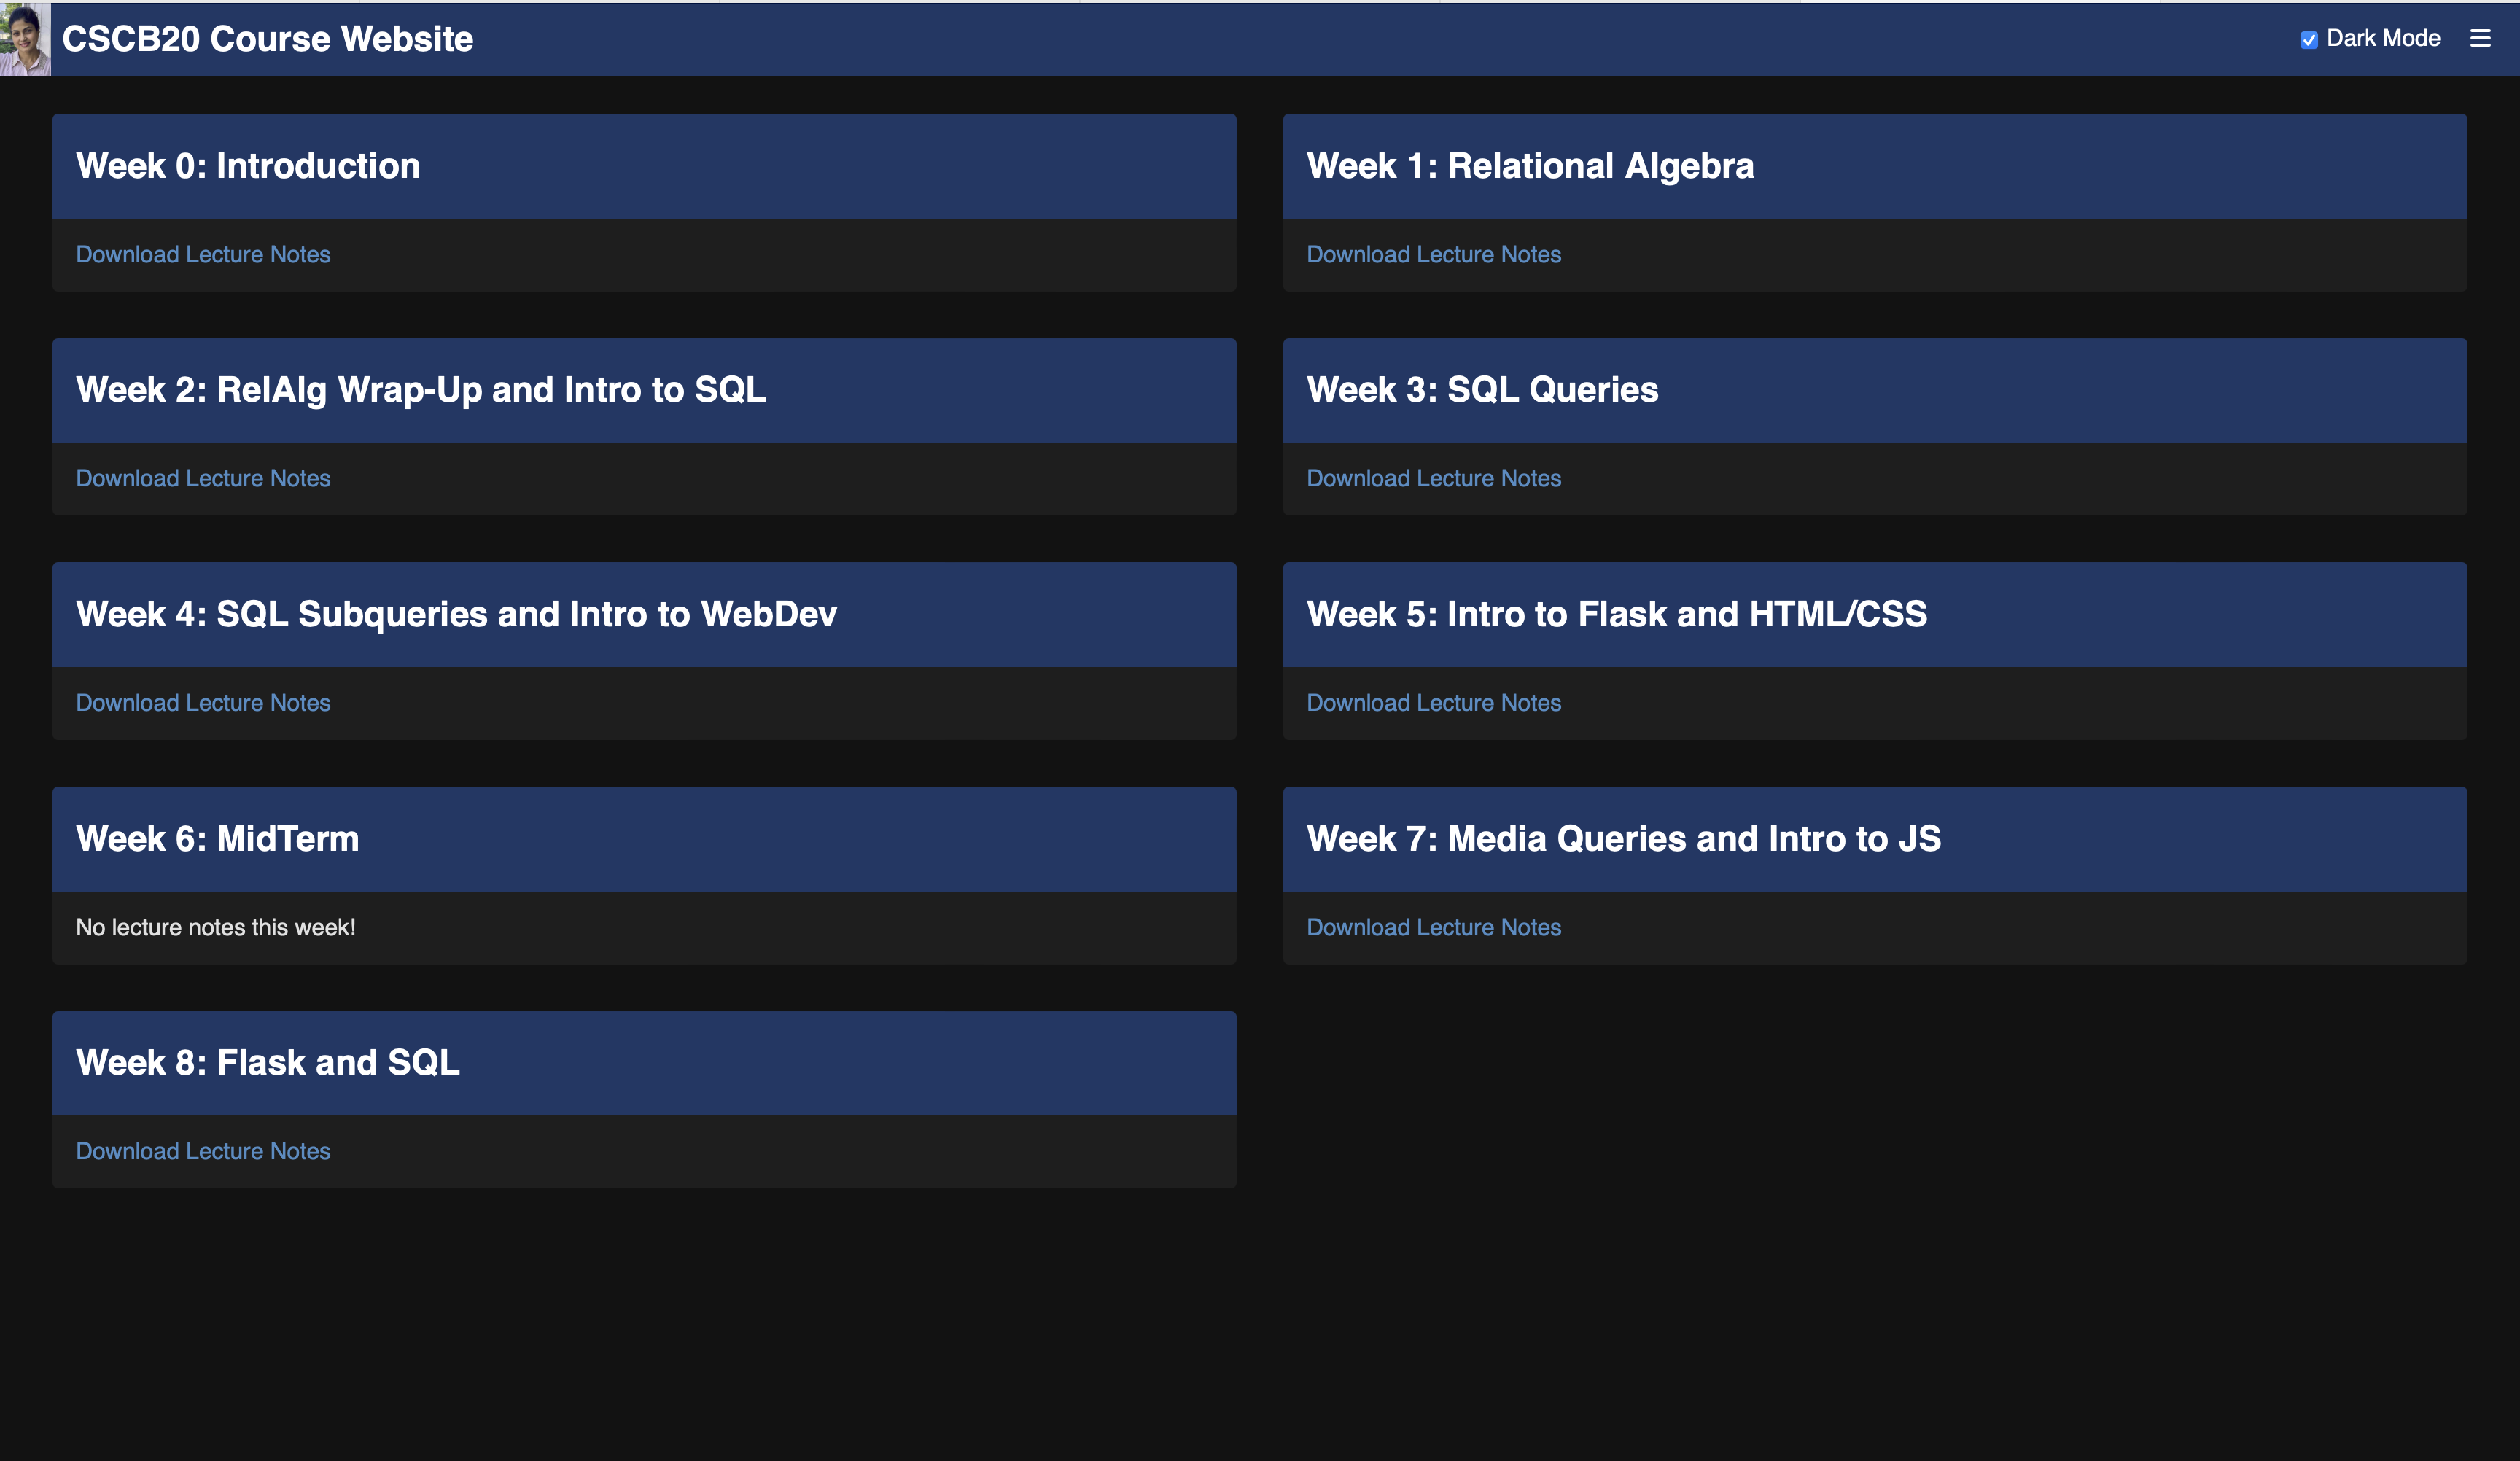 CSCB20 Course Website
Dark Mode
Week 0: Introduction
Download Lecture Notes
Week 1: Relational Algebra
Download Lecture Notes
Week 2: RelAlg Wrap-Up and Intro to SQL
Download Lecture Notes
Week 3: SQL Queries
Download Lecture Notes
Week 4: SQL Subqueries and Intro to WebDev
Download Lecture Notes
Week 5: Intro to Flask and HTML/CSS
Download Lecture Notes
Week 6: MidTerm
No lecture notes this week!
Week 7: Media Queries and Intro to JS
Download Lecture Notes
Week 8: Flask and SQL
Download Lecture Notes